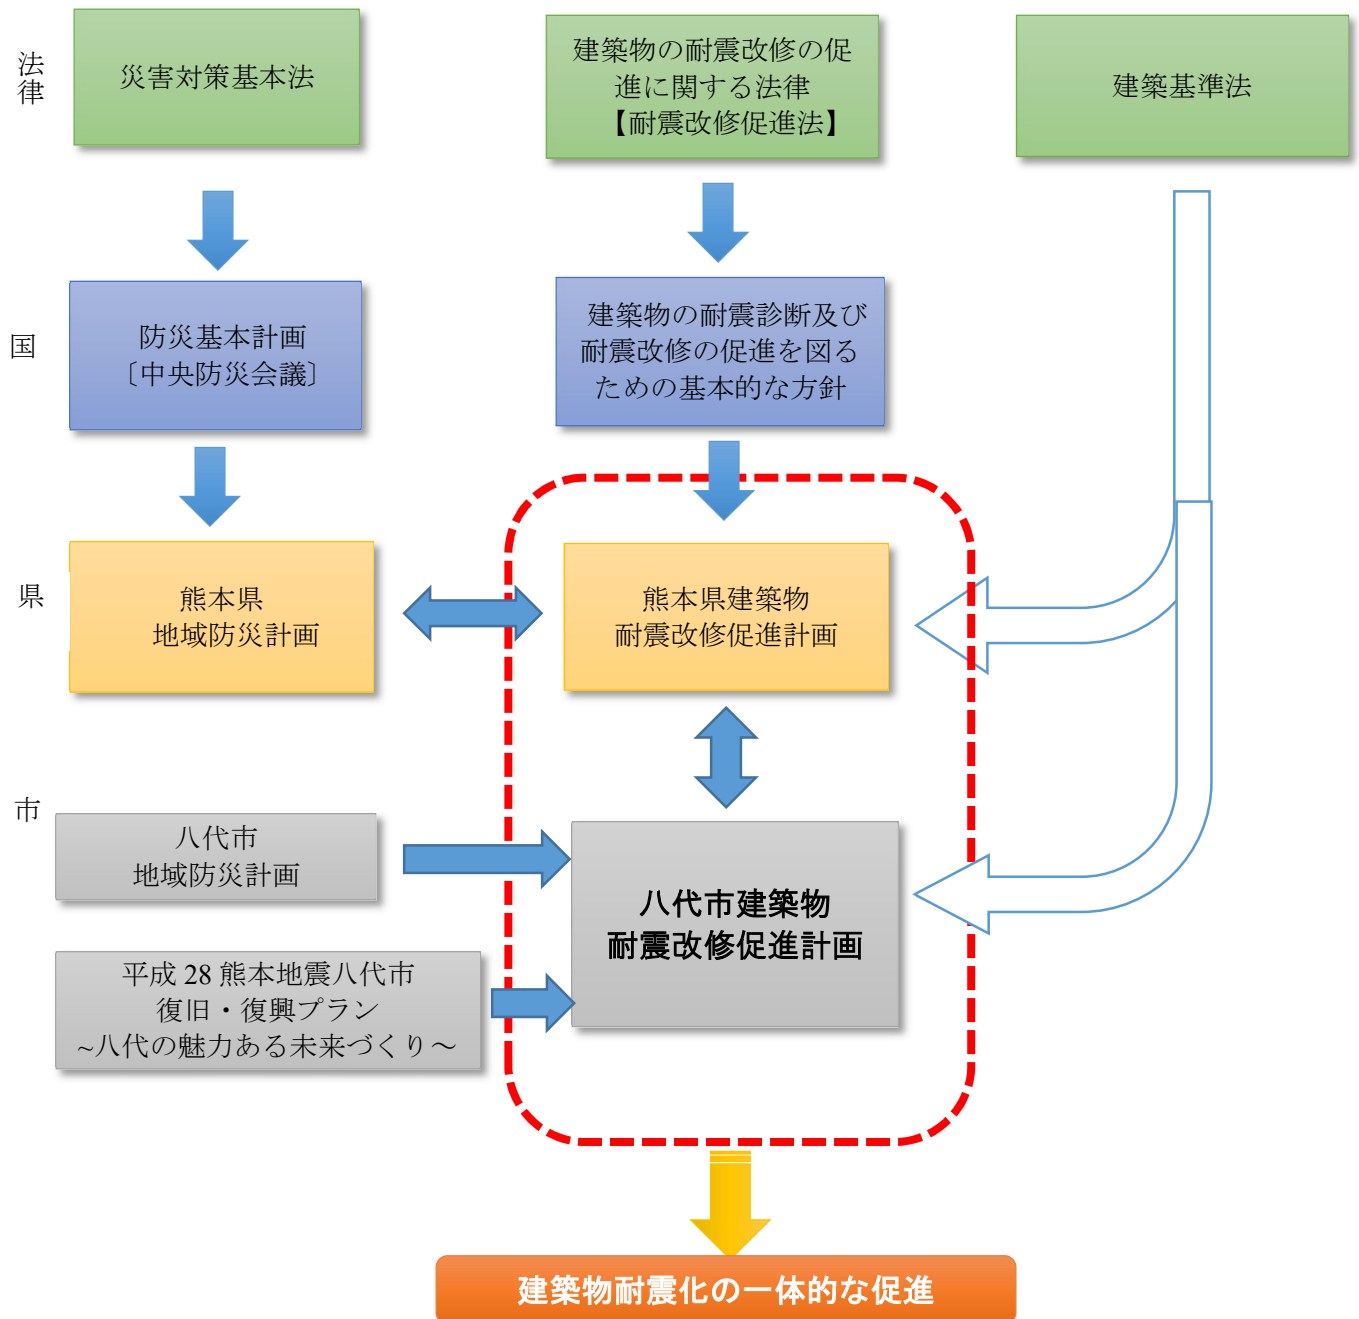 法律
災害対策基本法
建築物の耐震改修の促
進に関する法律
【耐震改修促進法】
建築基準法
国
防災基本計画
〔中央防災会議〕
建築物の耐震診断及び
耐震改修の促進を図る
ための基本的な方針
県
熊本県
地域防災計画
熊本県建築物
耐震改修促進計画
市
八代市
地域防災計画
八代市建築物
耐震改修促進計画
平成 28 熊本地震八代市
復旧・復興プラン
~八代の魅力ある未来づくり～
建築物耐震化の一体的な促進